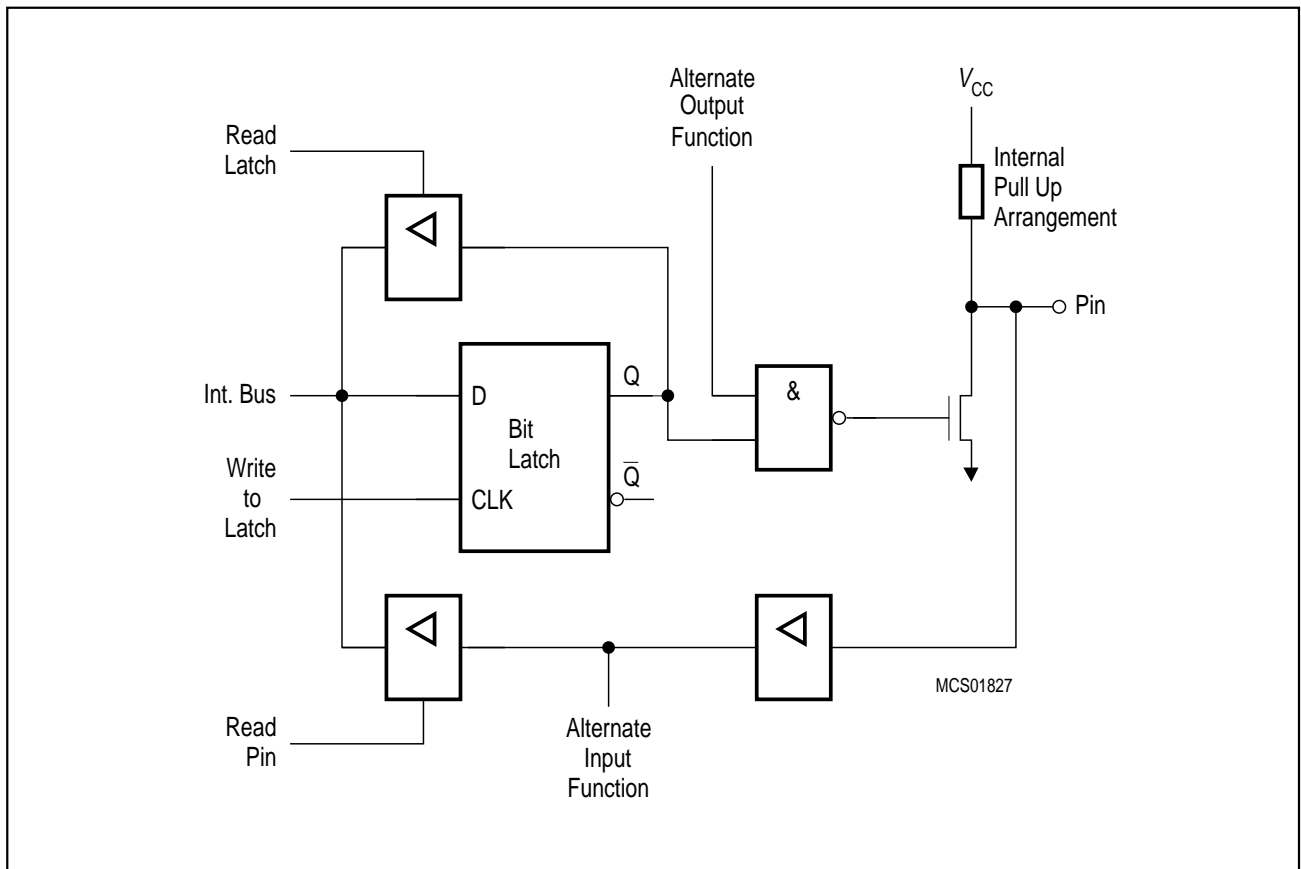 Alternate
Output
Function
VCC
Read
Latch
Internal
Pull Up
Arrangement
Pin
Int. Bus
D
Q
&
Bit
Latch
Q̅
Write
to
Latch
CLK
MCS01827
Read
Pin
Alternate
Input
Function